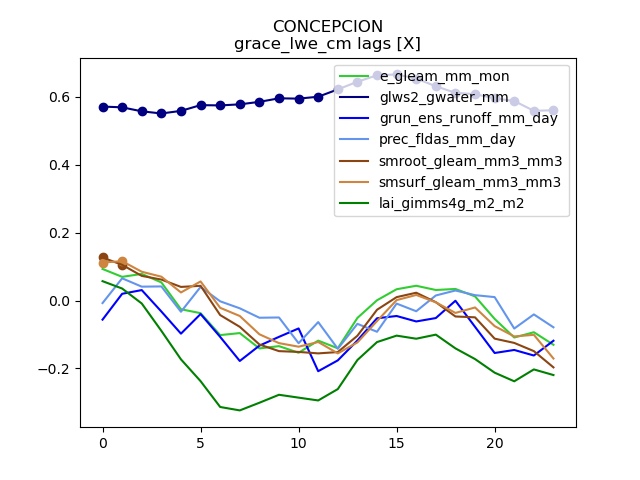 CONCEPCION
grace_lwe_cm lags [X]
e_gleam_mm_mon
glws2_gwater_mm
grun_ens_runoff_mm_day
prec_fldas_mm_day
smroot_gleam_mm3_mm3
smsurf_gleam_mm3_mm3
lai_gimms4g_m2_m2
0.6
0.4
0.2
0.0
−0.2
0
5
10
15
20